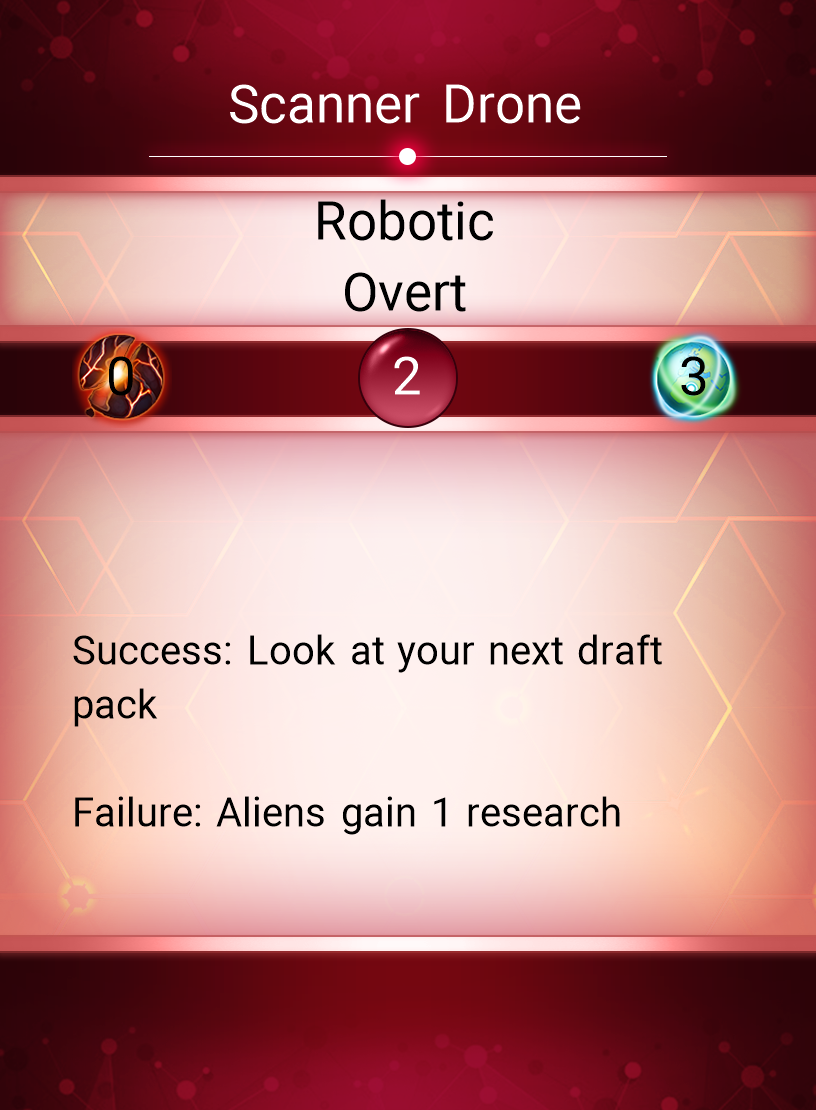 Scanner Drone
Robotic
Overt
0 2 3
Success: Look at your next draft
pack
Failure: Aliens gain 1 research